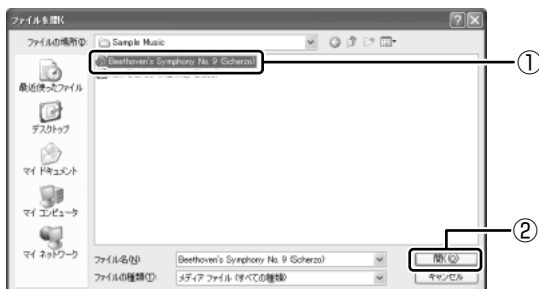 ファイルを開く
ファイルの場所(I):
Sample Music
Beethoven's Symphony No. 9 (Scherzo)
①
最近使ったファイル
デスクトップ
マイ ドキュメント
マイ コンピュータ
マイ ネットワーク
②
ファイル名(N):
Beethoven's Symphony No. 9 (Scherzo)
開く(O)
ファイルの種類(T):
メディア ファイル (すべての種類)
キャンセル